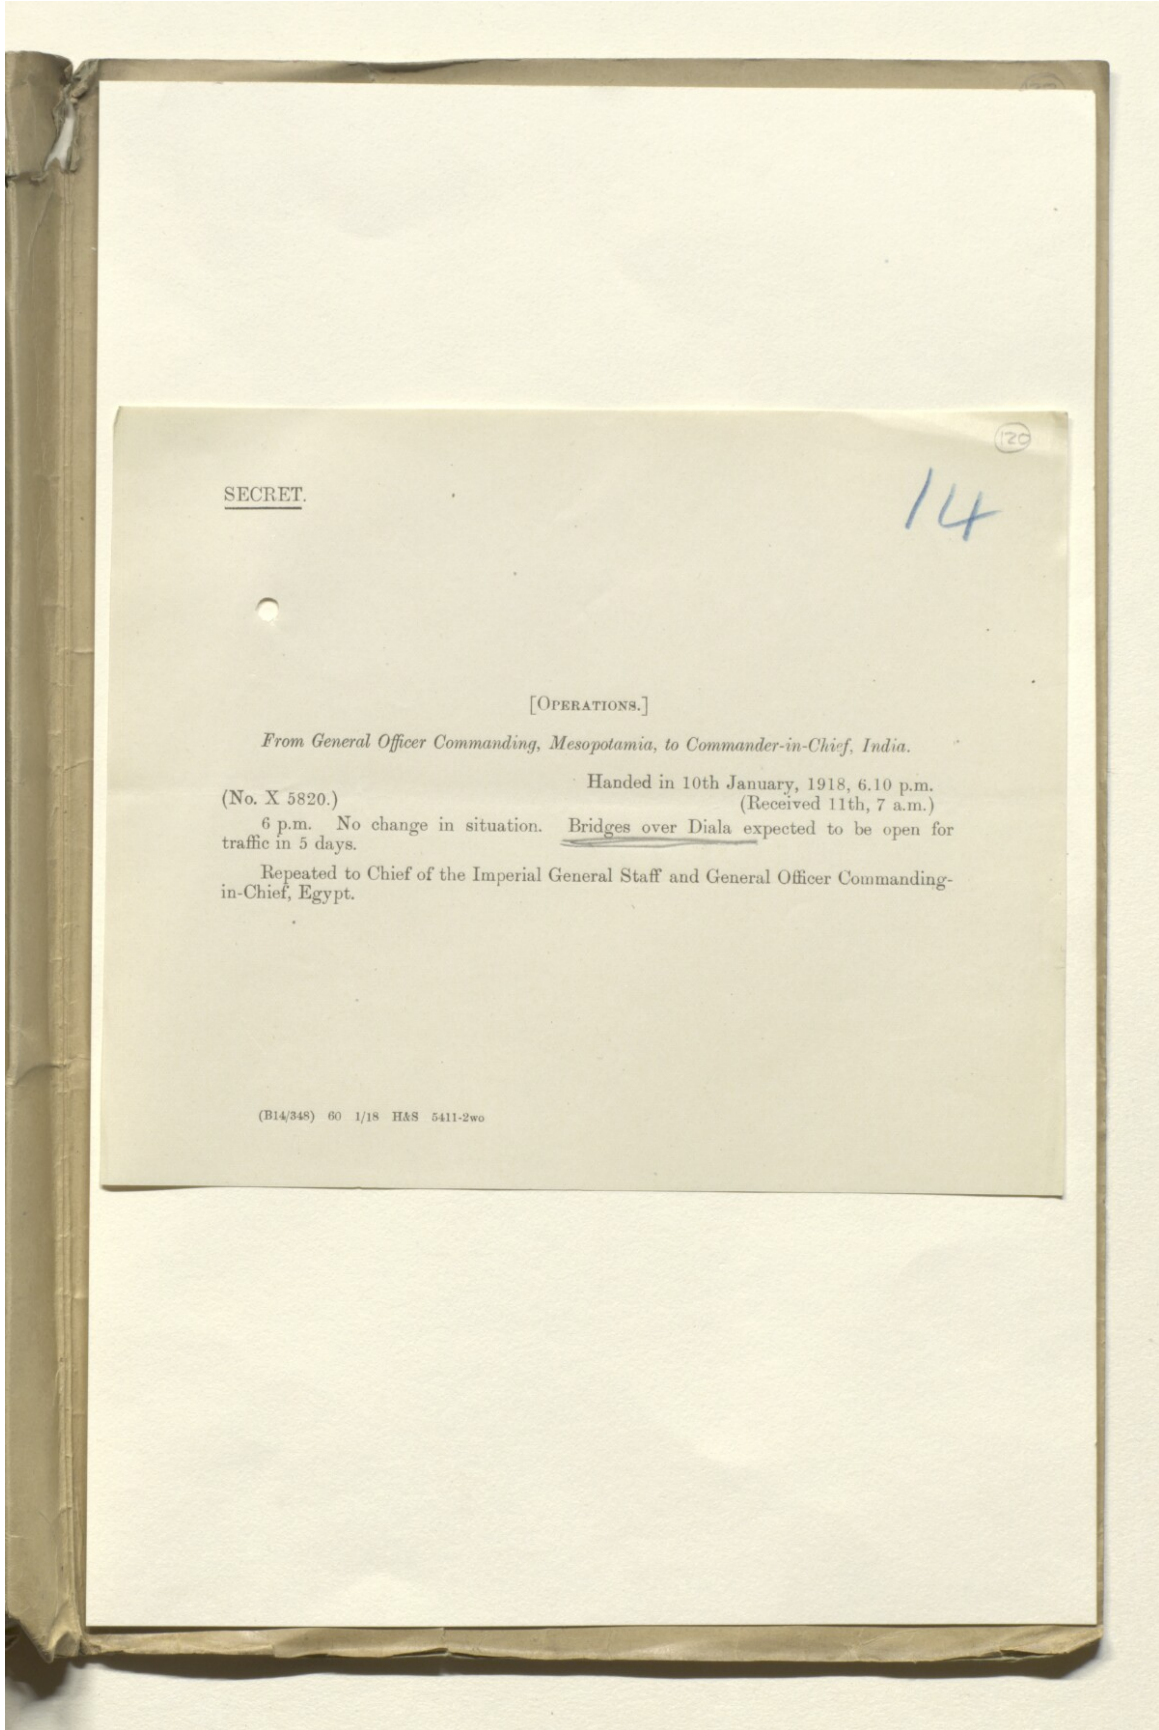 120
SECRET.
14
[OPERATIONS.]
From General Officer Commanding, Mesopotamia, to Commander-in-Chief, India.
Handed in 10th January, 1918, 6.10 p.m.
(No. X 5820.)
(Received 11th, 7 a.m.)
6 p.m. No change in situation. Bridges over Diala expected to be open for
traffic in 5 days.
Repeated to Chief of the Imperial General Staff and General Officer Commanding-
in-Chief, Egypt.
(B14/348) 60 1/18 H&S 5411-2wo